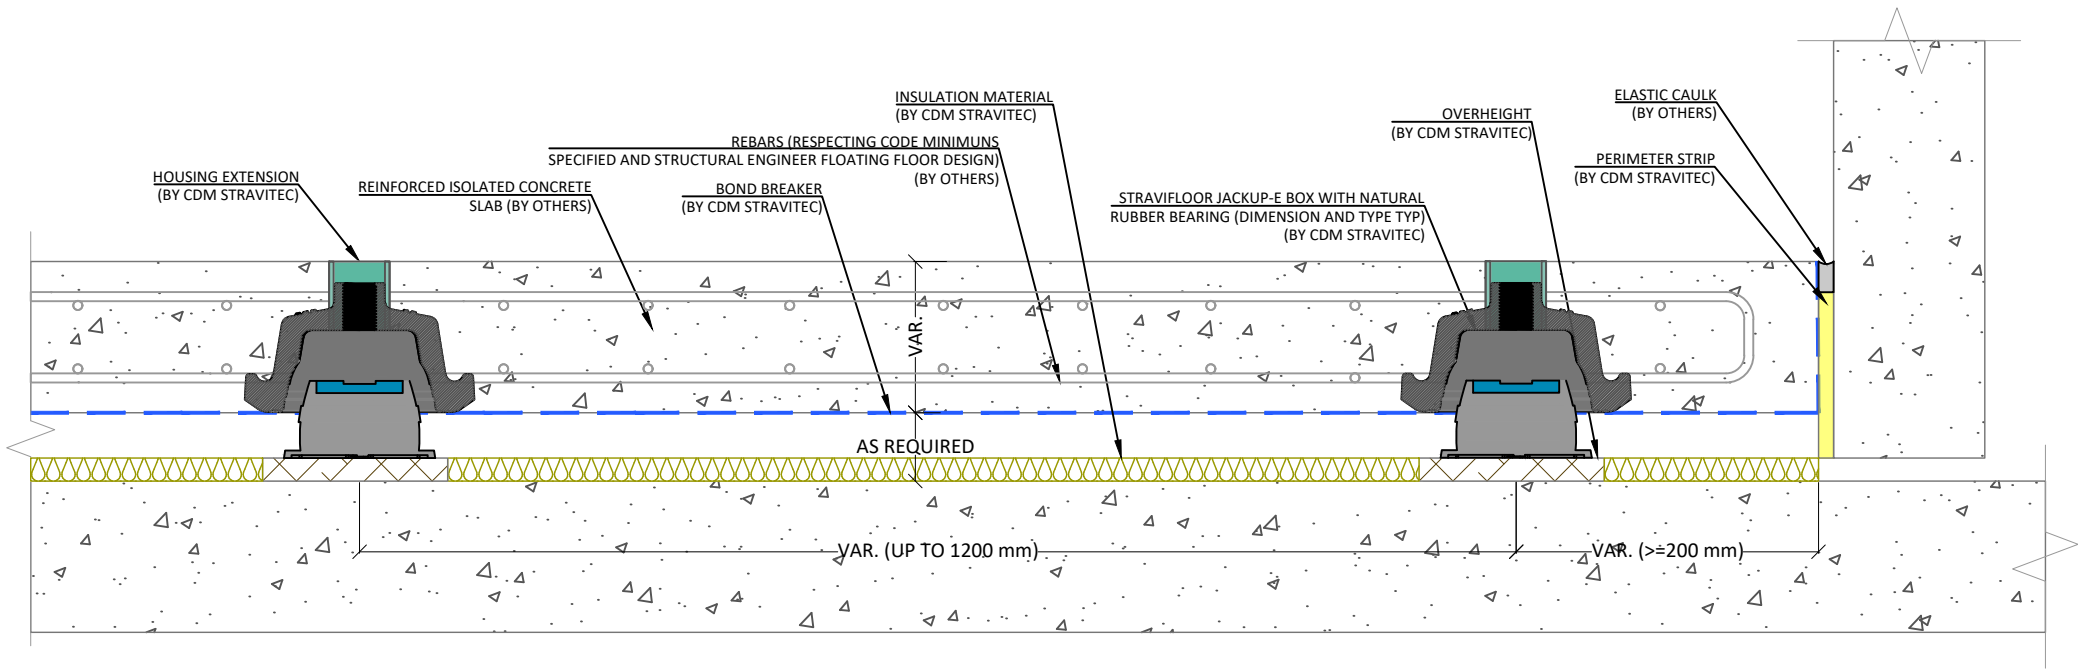 INSULATION MATERIAL
(BY CDM STRAVITEC)
ELASTIC CAULK
(BY OTHERS)
OVERHEIGHT
(BY CDM STRAVITEC)
REBARS (RESPECTING CODE MINIMUNS
SPECIFIED AND STRUCTURAL ENGINEER FLOATING FLOOR DESIGN)
(BY OTHERS)
PERIMETER STRIP
(BY CDM STRAVITEC)
HOUSING EXTENSION
(BY CDM STRAVITEC)
REINFORCED ISOLATED CONCRETE
SLAB (BY OTHERS)
BOND BREAKER
(BY CDM STRAVITEC)
STRAVIFLOOR JACKUP-E BOX WITH NATURAL
RUBBER BEARING (DIMENSION AND TYPE TYP)
(BY CDM STRAVITEC)
VAR.
AS REQUIRED
VAR. (UP TO 1200 mm)
VAR. (>=200 mm)